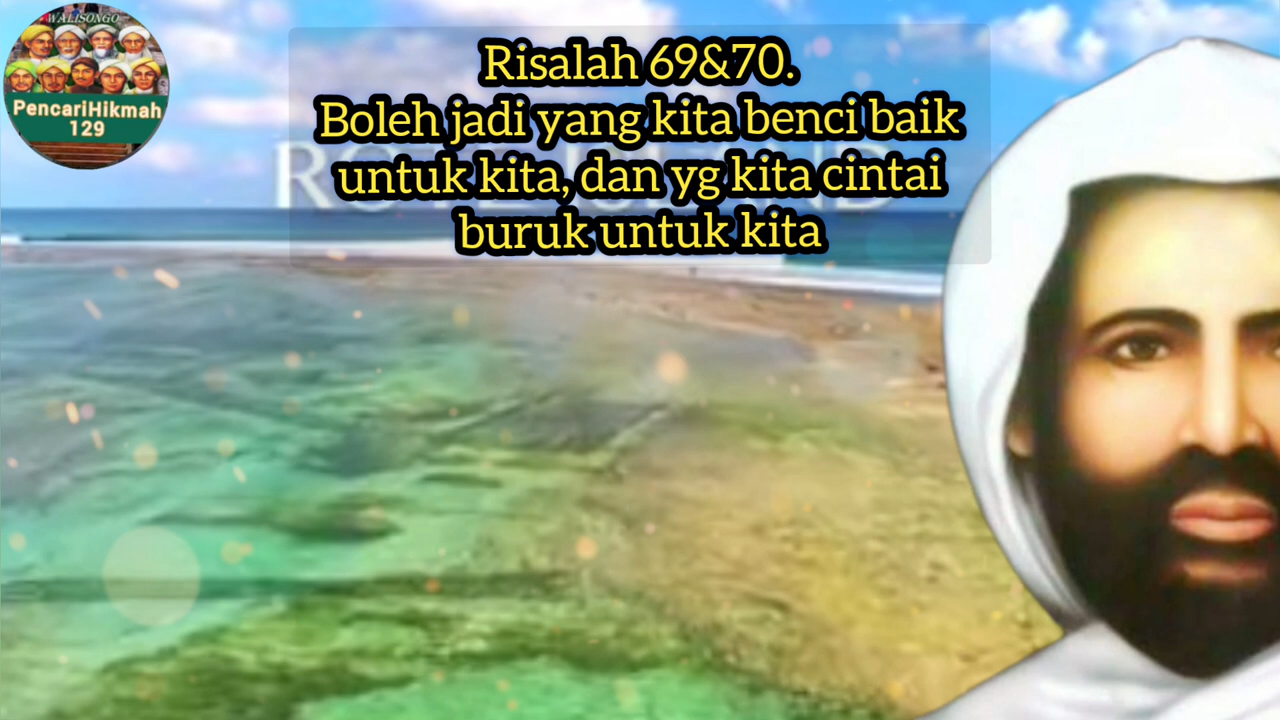 WALISONGO
PencariHikmah
129
Risalah 69&70.
Boleh jadi yang kita benci baik
untuk kita, dan yg kita cintai
buruk untuk kita